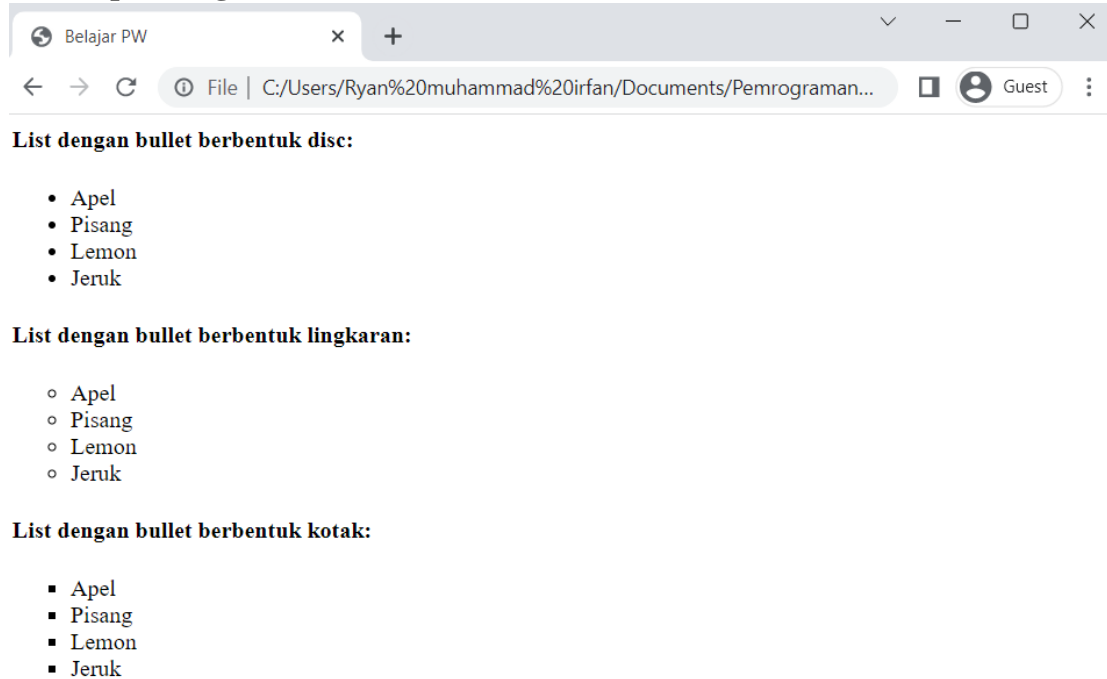 Belajar PW
File | C:/Users/Ryan%20muhammad%20irfan/Documents/Pemrograman...
Guest
List dengan bullet berbentuk disc:
• Apel
• Pisang
• Lemon
• Jeruk
List dengan bullet berbentuk lingkaran:
◦ Apel
◦ Pisang
◦ Lemon
◦ Jeruk
List dengan bullet berbentuk kotak:
▪ Apel
▪ Pisang
▪ Lemon
▪ Jeruk